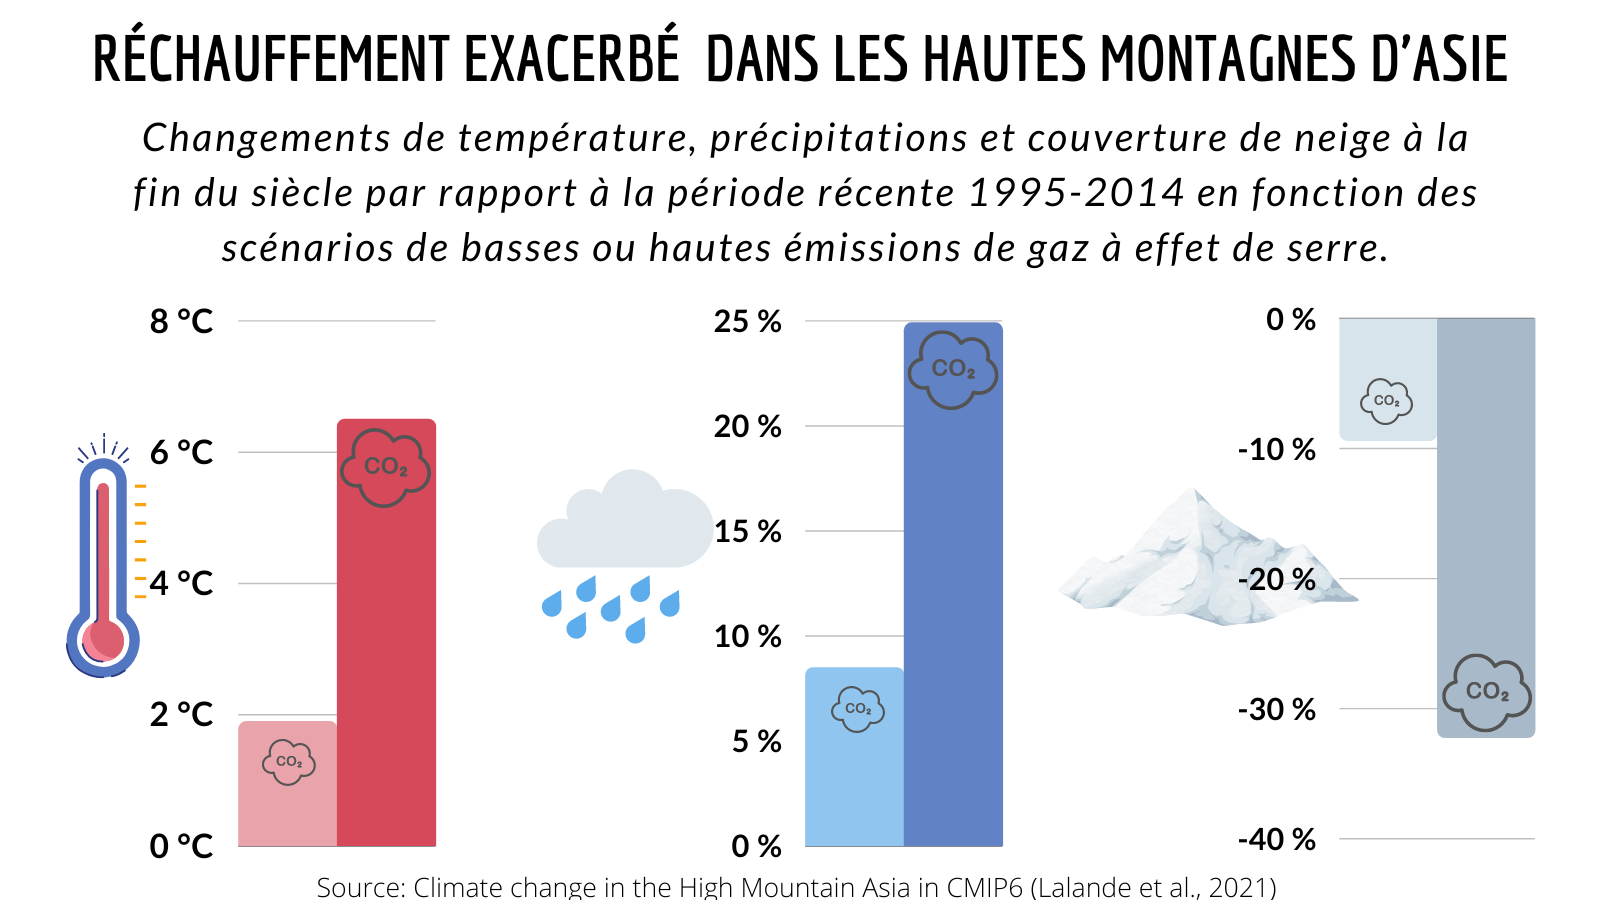 RÉCHAUFFEMENT EXACERBÉ DANS LES HAUTES MONTAGNES D'ASIE
Changements de température, précipitations et couverture de neige à la
fin du siècle par rapport à la période récente 1995-2014 en fonction des
scénarios de basses ou hautes émissions de gaz à effet de serre.
8 °C
6 °C
4 °C
2 °C
0 °C
CO₂
CO₂
25 %
20 %
15 %
10 %
5 %
0 %
CO₂
CO₂
0 %
-10 %
-20 %
-30 %
-40 %
CO₂
CO₂
Source: Climate change in the High Mountain Asia in CMIP6 (Lalande et al., 2021)